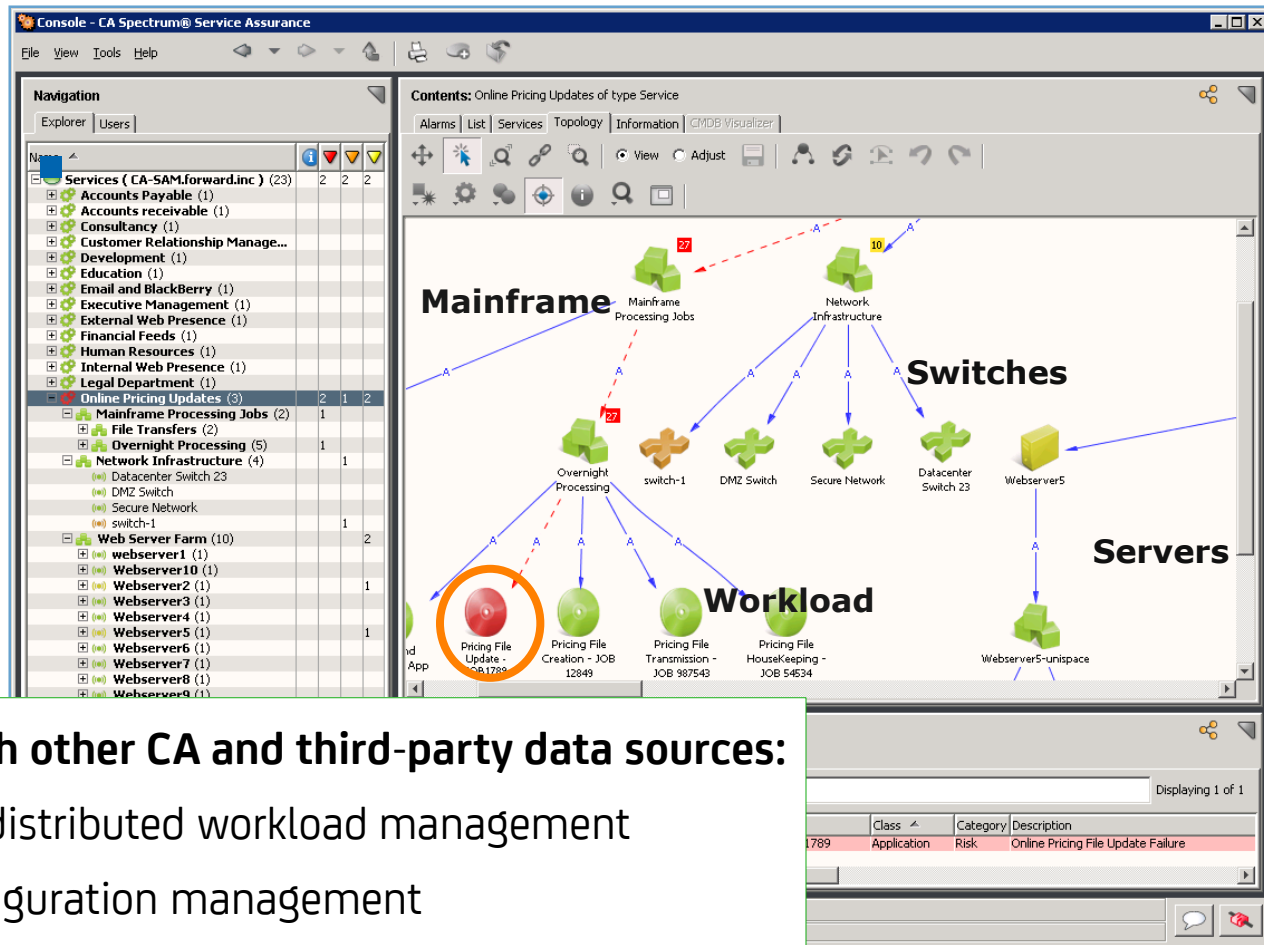 Console - CA Spectrum® Service Assurance
File View Tools Help
Navigation
Explorer Users
Name
Services ( CA-SAM.forward.inc ) (23) 2 2 2
Accounts Payable (1)
Accounts receivable (1)
Consultancy (1)
Customer Relationship Manage...
Development (1)
Education (1)
Email and BlackBerry (1)
Executive Management (1)
External Web Presence (1)
Financial Feeds (1)
Human Resources (1)
Internal Web Presence (1)
Legal Department (1)
Online Pricing Updates (3) 2 1 2
Mainframe Processing Jobs (2) 1
File Transfers (2)
Overnight Processing (5) 1
Network Infrastructure (4) 1
Datacenter Switch 23
DMZ Switch
Secure Network
switch-1 1
Web Server Farm (10) 2
webserver1 (1)
Webserver10 (1)
Webserver2 (1) 1
Webserver3 (1)
Webserver4 (1)
Webserver5 (1) 1
Webserver6 (1)
Webserver7 (1)
Webserver8 (1)
Webserver9 (1)
Contents: Online Pricing Updates of type Service
Alarms List Services Topology Information CMDB Visualizer
View Adjust
A A
27 10
Mainframe
Mainframe
Processing Jobs
Network
Infrastructure
A A A A A A
Switches
27
Overnight
Processing
switch-1
DMZ Switch
Secure Network
Datacenter
Switch 23
Webserver5
A A A A A A
Servers
Workload
nd
App
Pricing File
Update -
JOB1789
Pricing File
Creation - JOB
12849
Pricing File
Transmission -
JOB 987543
Pricing File
HouseKeeping -
JOB 54534
Webserver5-unispace
h other CA and third-party data sources:
distributed workload management
guration management
Displaying 1 of 1
Class Category Description
1789 Application Risk Online Pricing File Update Failure